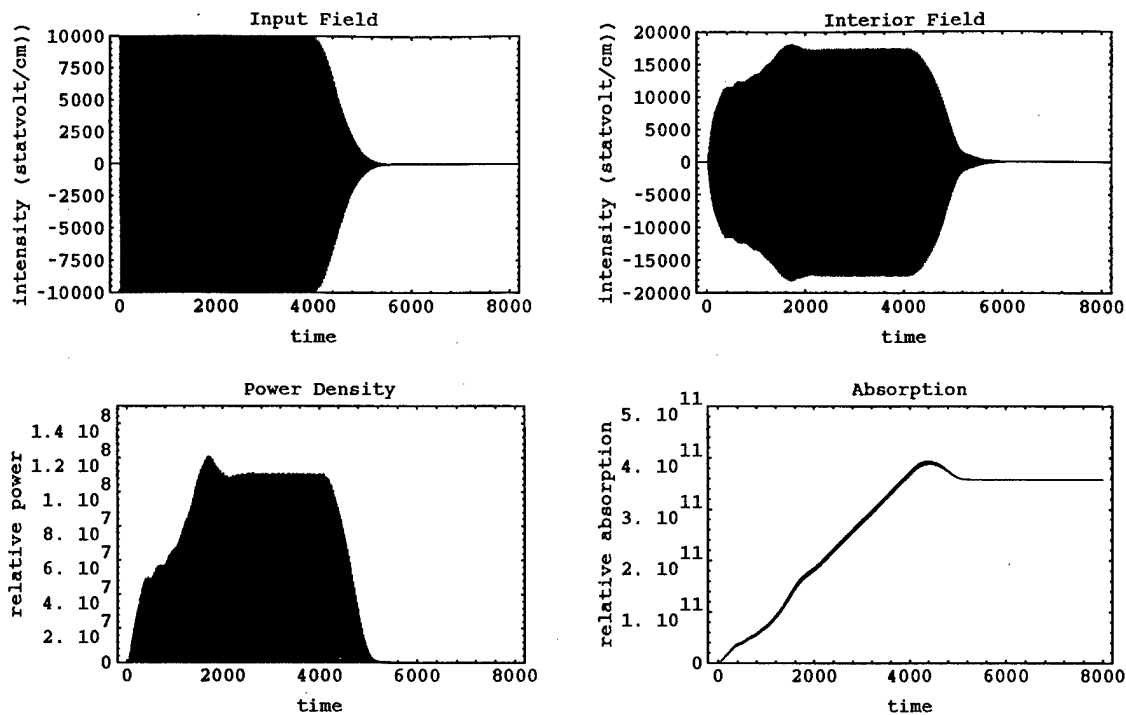 Input Field
intensity (statvolt/cm))
10000
7500
5000
2500
0
-2500
-5000
-7500
-10000
0 2000 4000 6000 8000
time
Interior Field
intensity (statvolt/cm))
20000
15000
10000
5000
0
-5000
-10000
-15000
-20000
0 2000 4000 6000 8000
time
Power Density
relative power
8
1.4 10
8
1.2 10
8
1. 10
7
8. 10
7
6. 10
7
4. 10
7
2. 10
0
0 2000 4000 6000 8000
time
Absorption
relative absorption
11
5. 10
11
4. 10
11
3. 10
11
2. 10
11
1. 10
0
0 2000 4000 6000 8000
time